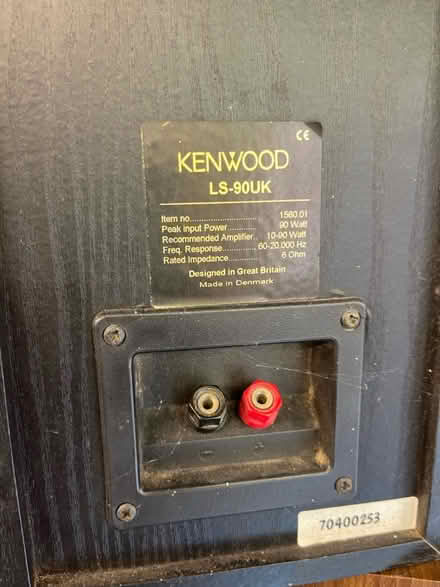 CE
KENWOOD
LS-90UK
Item no. 1560.01
Peak input Power 90 Watt
Recommended Amplifier.. 10-90 Watt
Freq. Response 60-20.000 Hz
Rated Impedance 6 Ohm
Designed in Great Britain
Made in Denmark
70400253